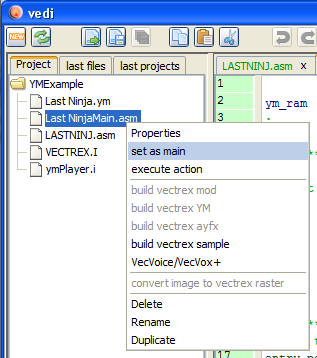 vedi
NEW
Project
last files
last projects
LASTNINJ.asm x
YMExample
Last Ninja.ym
Last NinjaMain.asm
LASTNINJ.asm
VECTREX.I
ymPlayer.i
1
2
3
ym_ram
;
Properties
set as main
execute action
build vectrex mod
build vectrex YM
build vectrex ayfx
build vectrex sample
VecVoice/VecVox+
convert image to vectrex raster
Delete
Rename
Duplicate
17